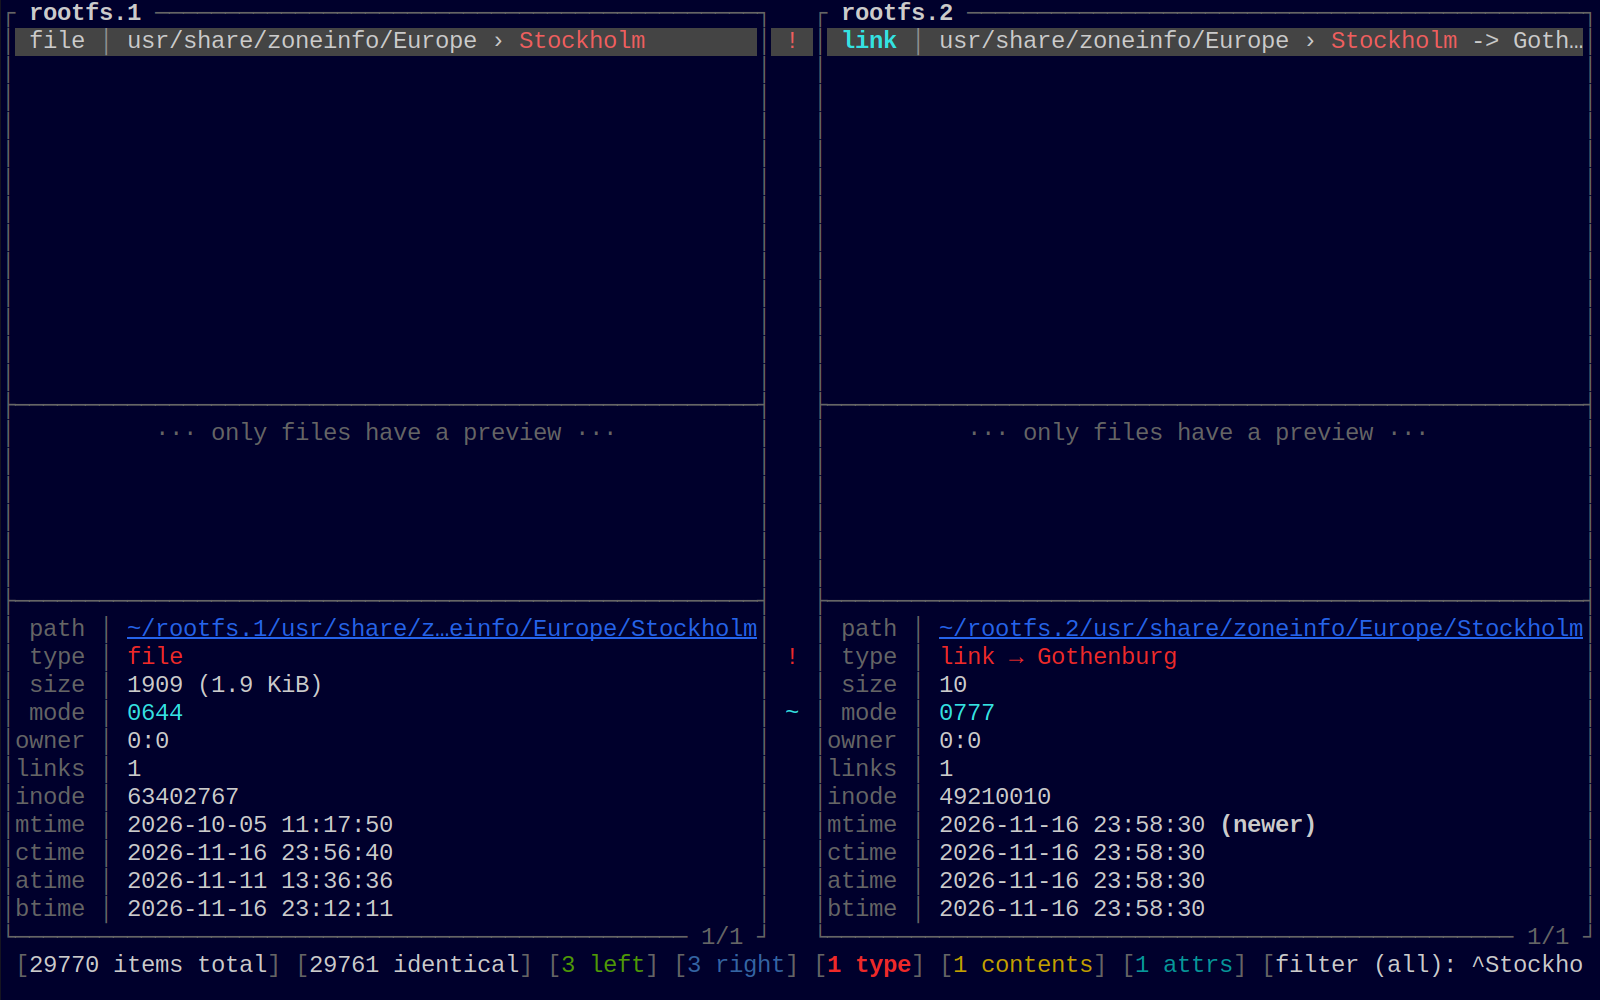 rootfs.1 rootfs.2
file │ usr/share/zoneinfo/Europe › Stockholm ! link │ usr/share/zoneinfo/Europe › Stockholm -> Goth…
··· only files have a preview ··· ··· only files have a preview ···
path │ ~/rootfs.1/usr/share/z…einfo/Europe/Stockholm path │ ~/rootfs.2/usr/share/zoneinfo/Europe/Stockholm
type │ file ! type │ link → Gothenburg
size │ 1909 (1.9 KiB) size │ 10
mode │ 0644 ~ mode │ 0777
owner │ 0:0 owner │ 0:0
links │ 1 links │ 1
inode │ 63402767 inode │ 49210010
mtime │ 2026-10-05 11:17:50 mtime │ 2026-11-16 23:58:30 (newer)
ctime │ 2026-11-16 23:56:40 ctime │ 2026-11-16 23:58:30
atime │ 2026-11-11 13:36:36 atime │ 2026-11-16 23:58:30
btime │ 2026-11-16 23:12:11 btime │ 2026-11-16 23:58:30
1/1 1/1
[29770 items total] [29761 identical] [3 left] [3 right] [1 type] [1 contents] [1 attrs] [filter (all): ^Stockho